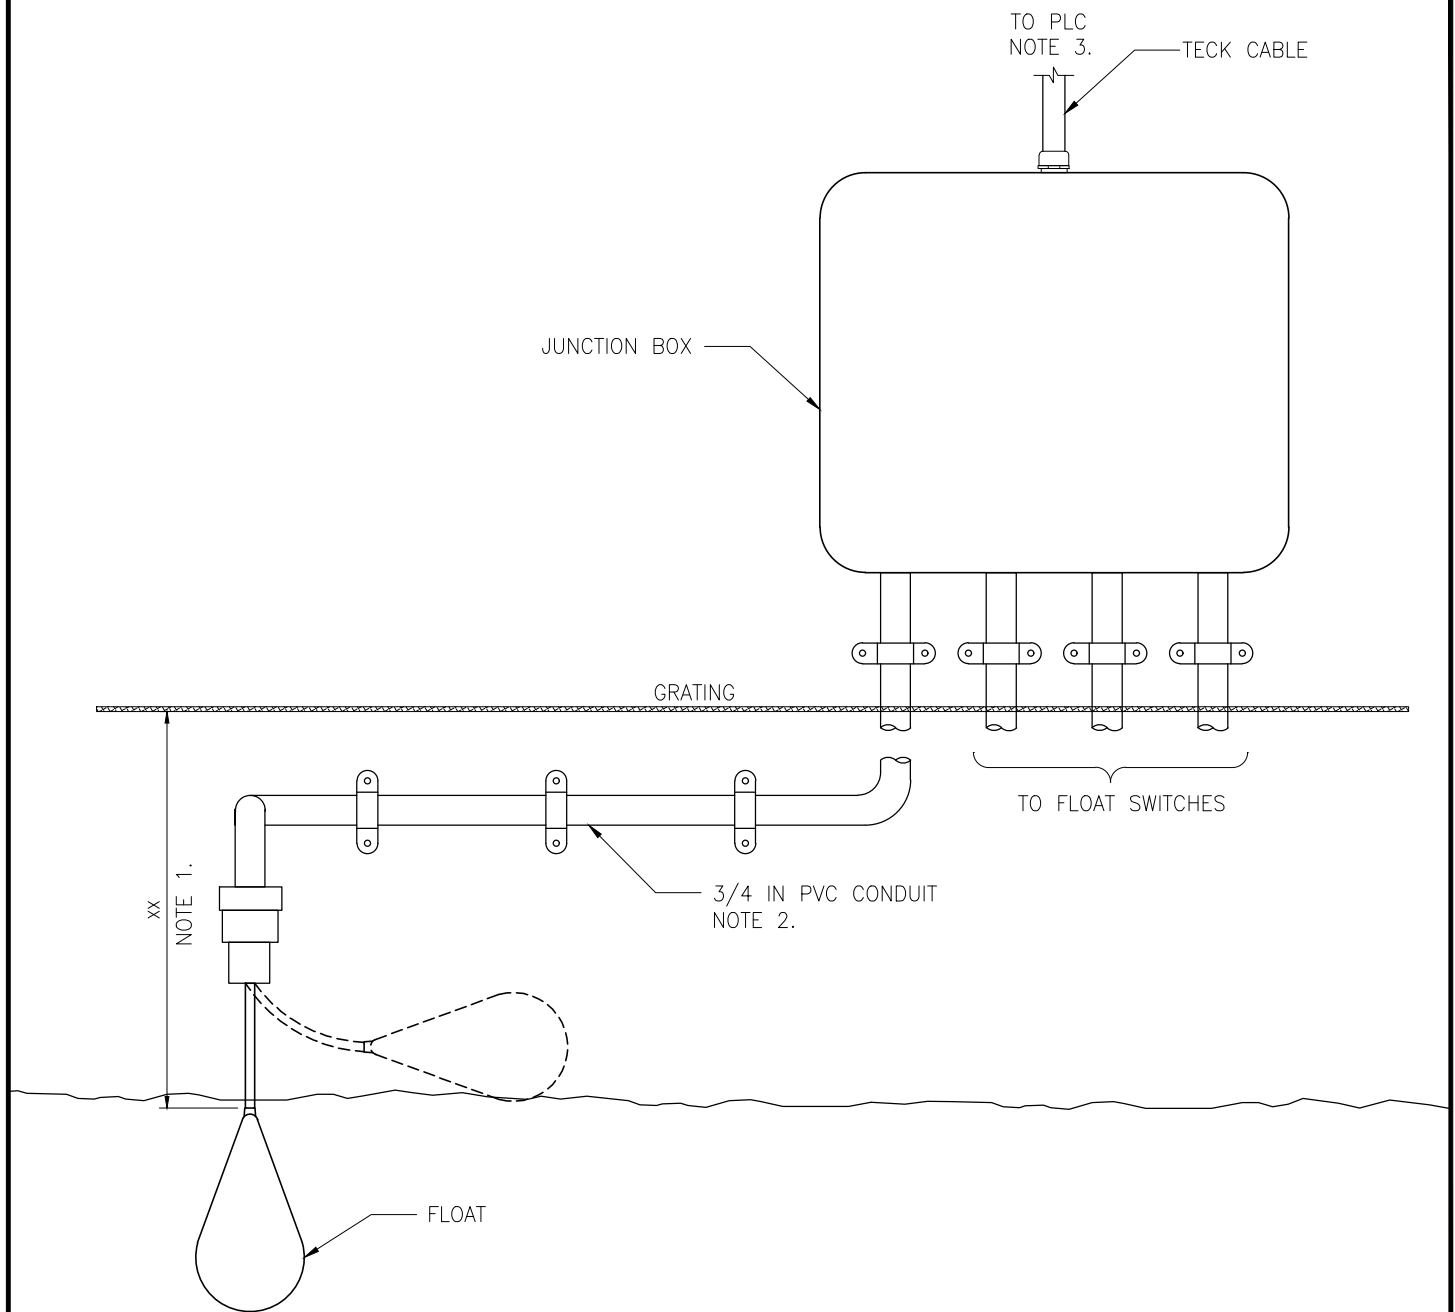 TO PLC
NOTE 3.
TECK CABLE
JUNCTION BOX
GRATING
TO FLOAT SWITCHES
3/4 IN PVC CONDUIT
NOTE 2.
XX
NOTE 1.
FLOAT